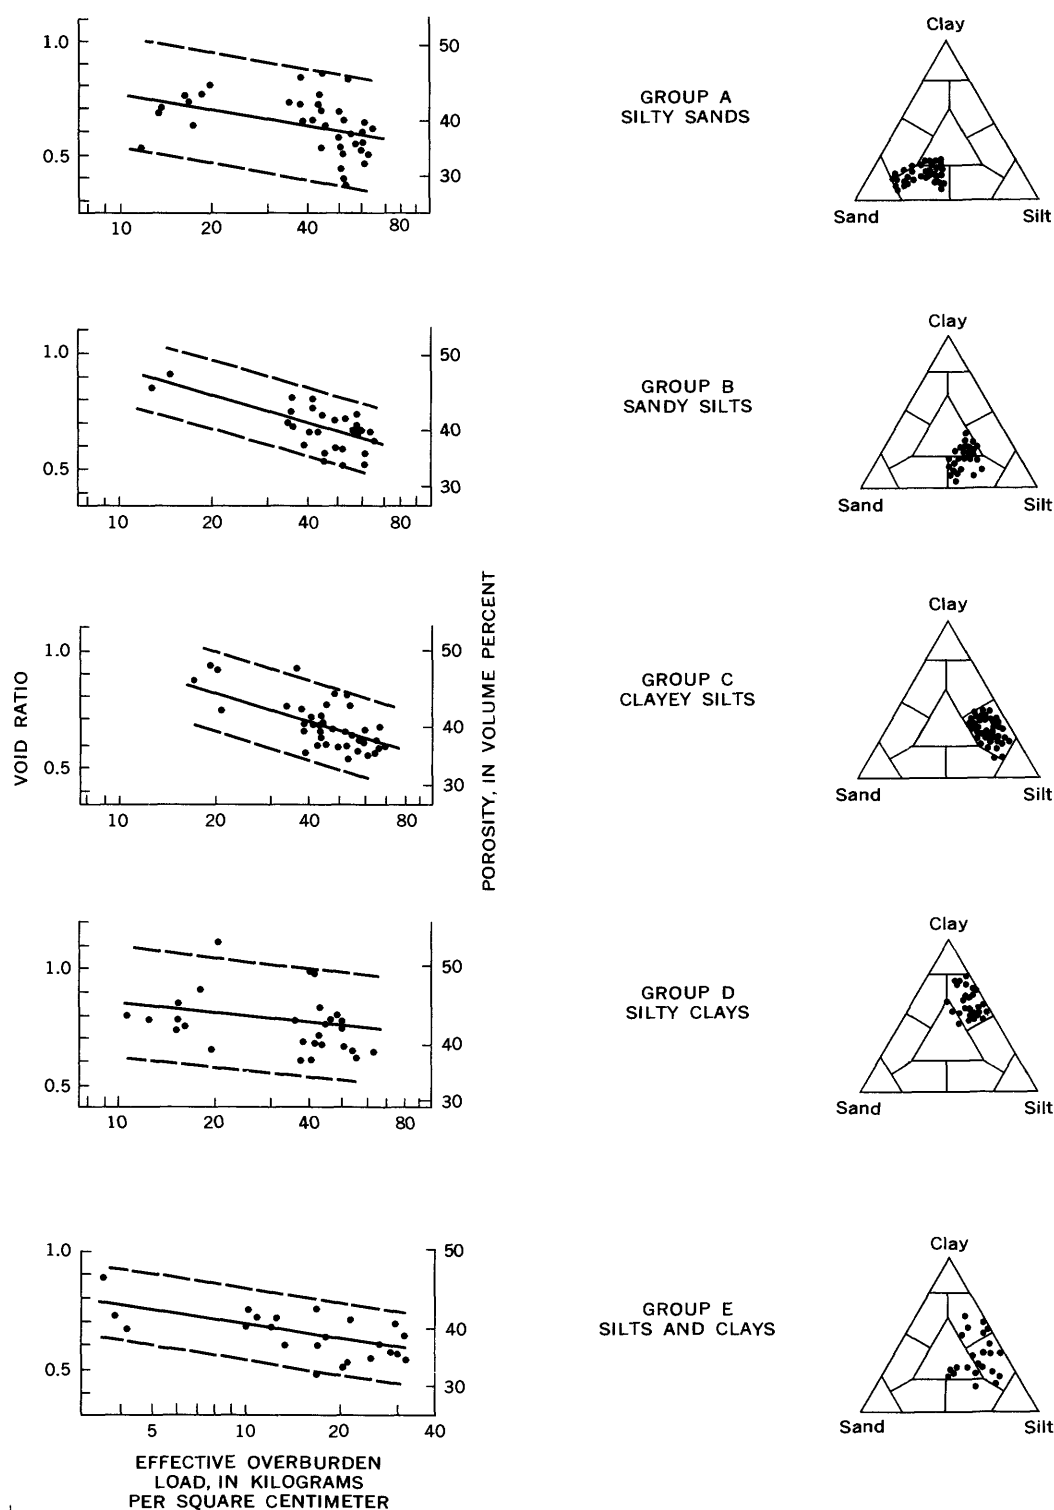 Clay
1.0
50
GROUP A
SILTY SANDS
40
0.5
30
Sand
Silt
10
20
40
80
Clay
1.0
50
GROUP B
SANDY SILTS
40
0.5
30
Sand
Silt
10
20
40
80
Clay
1.0
50
GROUP C
CLAYEY SILTS
40
0.5
30
Sand
Silt
10
20
40
80
VOID RATIO
POROSITY, IN VOLUME PERCENT
Clay
1.0
50
GROUP D
SILTY CLAYS
40
0.5
30
Sand
Silt
10
20
40
80
Clay
1.0
50
GROUP E
SILTS AND CLAYS
40
0.5
30
Sand
Silt
5
10
20
40
EFFECTIVE OVERBURDEN
LOAD, IN KILOGRAMS
PER SQUARE CENTIMETER